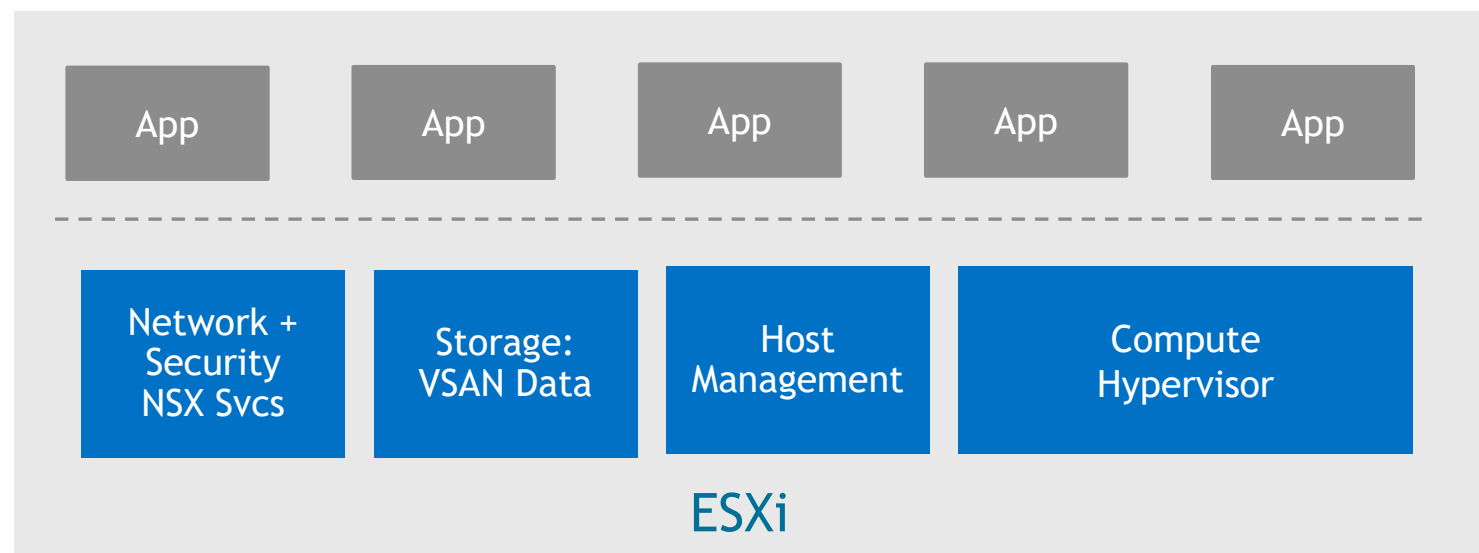 App
App
App
App
App
Network +
Security
NSX Svcs
Storage:
VSAN Data
Host
Management
Compute
Hypervisor
ESXi